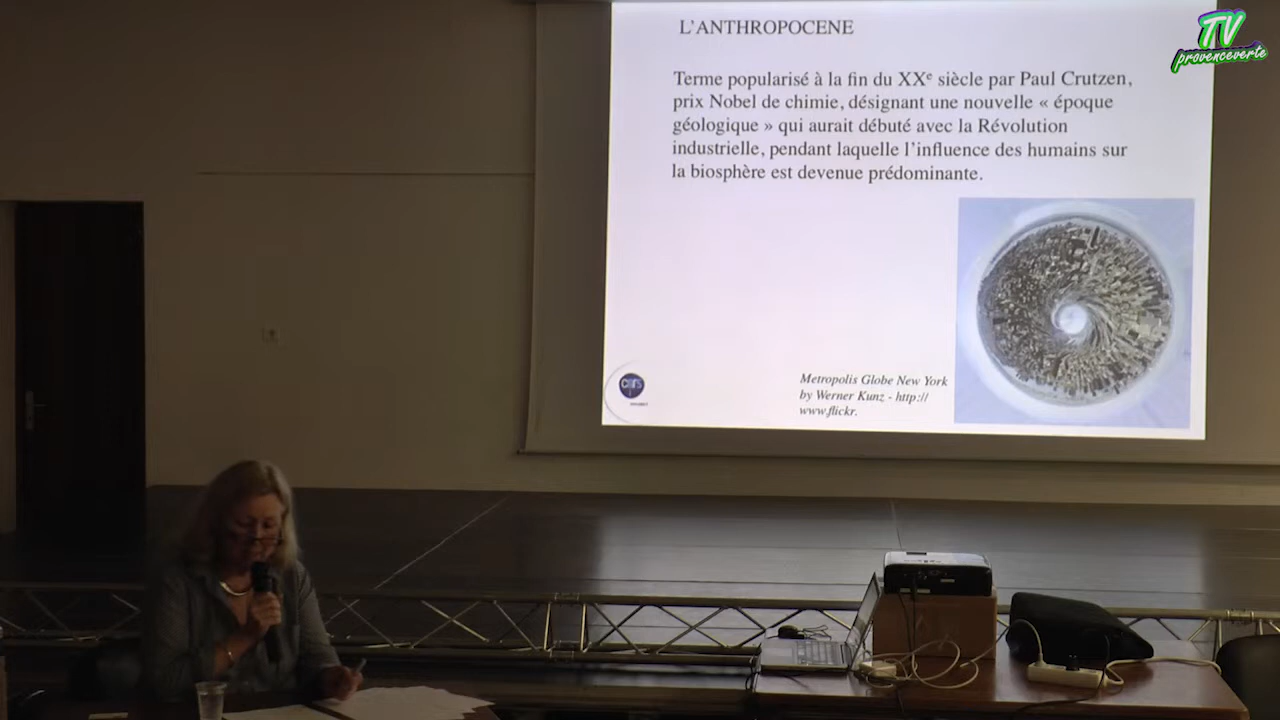 L'ANTHROPOCENE
Terme popularisé à la fin du XXe siècle par Paul Crutzen,
prix Nobel de chimie, désignant une nouvelle « époque
géologique » qui aurait débuté avec la Révolution
industrielle, pendant laquelle l'influence des humains sur
la biosphère est devenue prédominante.
Metropolis Globe New York
by Werner Kunz - http://
www.flickr.
cnrs
TV
provenceverte